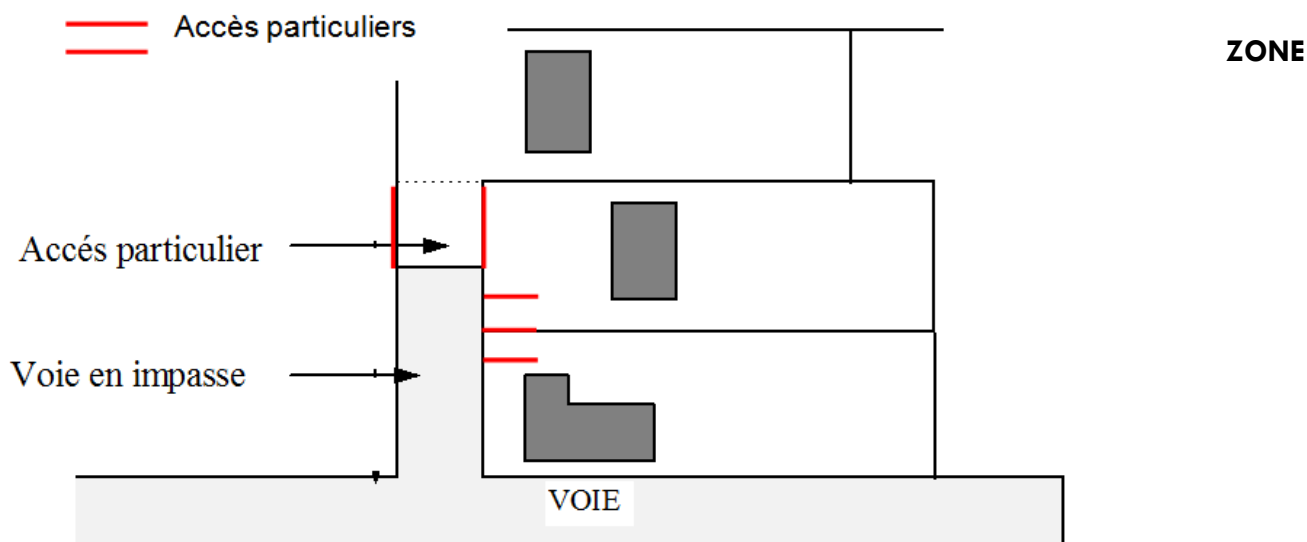 Accès particuliers
ZONE
Accés particulier
Voie en impasse
VOIE